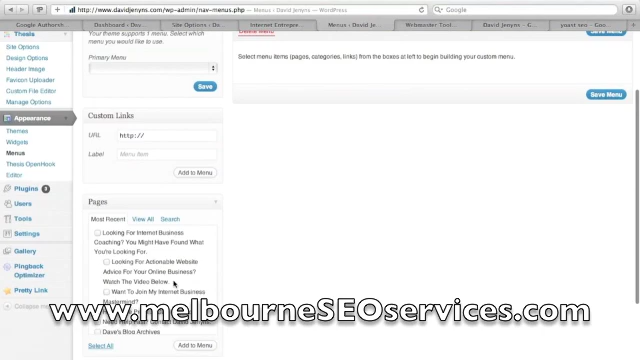 Menus ‹ David Jenyns — WordPress
http://www.davidjenyns.com/wp-admin/nav-menus.php
Google
Google Authorsh...
Dashboard ‹ Dav...
Site Options ‹ De...
Internet Entrepre...
Menus ‹ David Je...
Webmaster Tool...
David Jenyns – G...
yoast seo – Goo...
Thesis
Site Options
Design Options
Header Image
Favicon Uploader
Custom File Editor
Manage Options
Appearance
Themes
Widgets
Menus
Thesis OpenHook
Editor
Plugins
Users
Tools
Settings
Gallery
Pingback
Optimizer
Pretty Link
Collapse menu
Your theme supports 1 menu. Select which
menu you would like to use.
Primary Menu
Save
Custom Links
URL http://
Label Menu Item
Add to Menu
Pages
Most Recent View All Search
Looking For Internet Business
Coaching? You Might Have Found What
You're Looking For.
Looking For Actionable Website
Advice For Your Online Business?
Watch The Video Below.
Want To Join My Internet Business
Mastermind?
Dave's Blog Archives
Select All
Add to Menu
Delete Menu
Save Menu
Select menu items (pages, categories, links) from the boxes at left to begin building your custom menu.
Save Menu
www.melbourneSEOservices.com